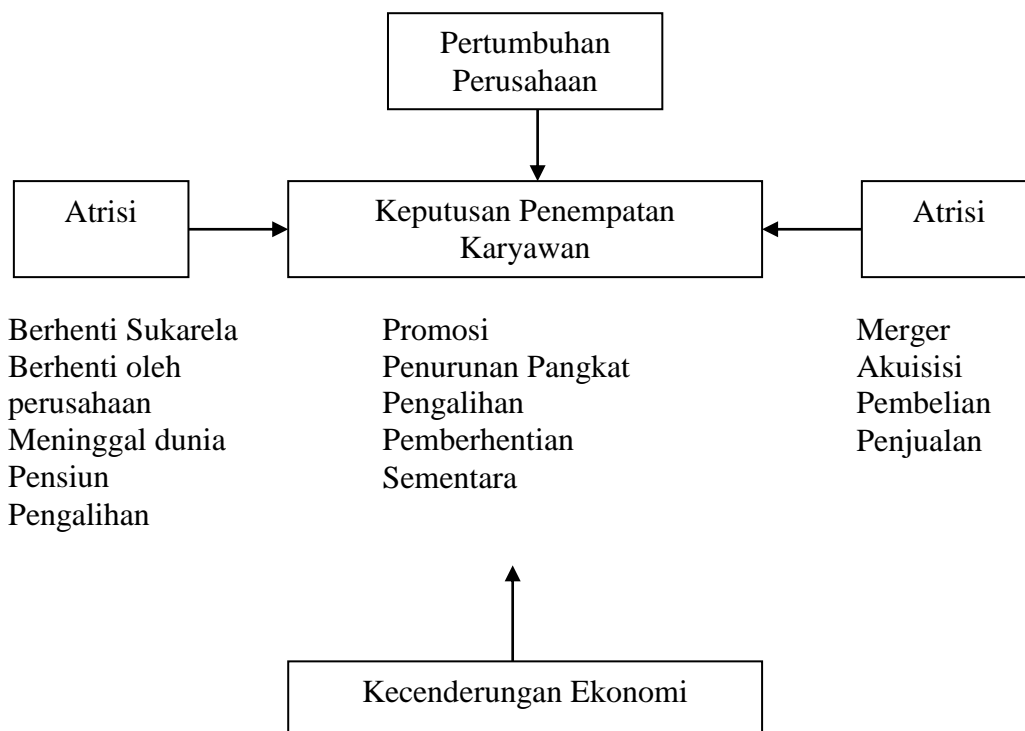 Pertumbuhan
Perusahaan
Atrisi
Keputusan Penempatan
Karyawan
Atrisi
Berhenti Sukarela
Berhenti oleh
perusahaan
Meninggal dunia
Pensiun
Pengalihan
Promosi
Penurunan Pangkat
Pengalihan
Pemberhentian
Sementara
Merger
Akuisisi
Pembelian
Penjualan
Kecenderungan Ekonomi